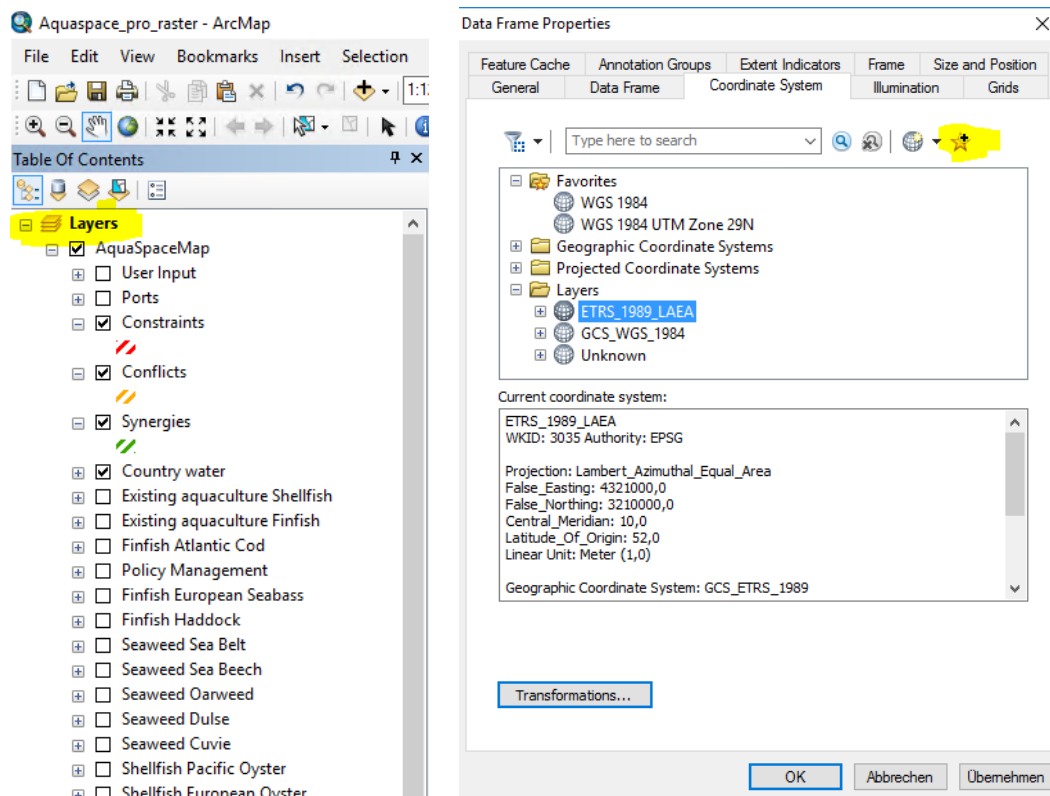 Aquaspace_pro_raster - ArcMap
File Edit View Bookmarks Insert Selection
1:1
Table Of Contents
Layers
AquaSpaceMap
User Input
Ports
Constraints
Conflicts
Synergies
Country water
Existing aquaculture Shellfish
Existing aquaculture Finfish
Finfish Atlantic Cod
Policy Management
Finfish European Seabass
Finfish Haddock
Seaweed Sea Belt
Seaweed Sea Beech
Seaweed Oarweed
Seaweed Dulse
Seaweed Cuvie
Shellfish Pacific Oyster
Shellfish European Oyster
Data Frame Properties
Feature Cache Annotation Groups Extent Indicators Frame Size and Position
General Data Frame Coordinate System Illumination Grids
Type here to search
Favorites
WGS 1984
WGS 1984 UTM Zone 29N
Geographic Coordinate Systems
Projected Coordinate Systems
Layers
ETRS_1989_LAEA
GCS_WGS_1984
Unknown
Current coordinate system:
ETRS_1989_LAEA
WKID: 3035 Authority: EPSG
Projection: Lambert_Azimuthal_Equal_Area
False_Easting: 4321000,0
False_Northing: 3210000,0
Central_Meridian: 10,0
Latitude_Of_Origin: 52,0
Linear Unit: Meter (1,0)
Geographic Coordinate System: GCS_ETRS_1989
Transformations...
OK Abbrechen Übernehmen